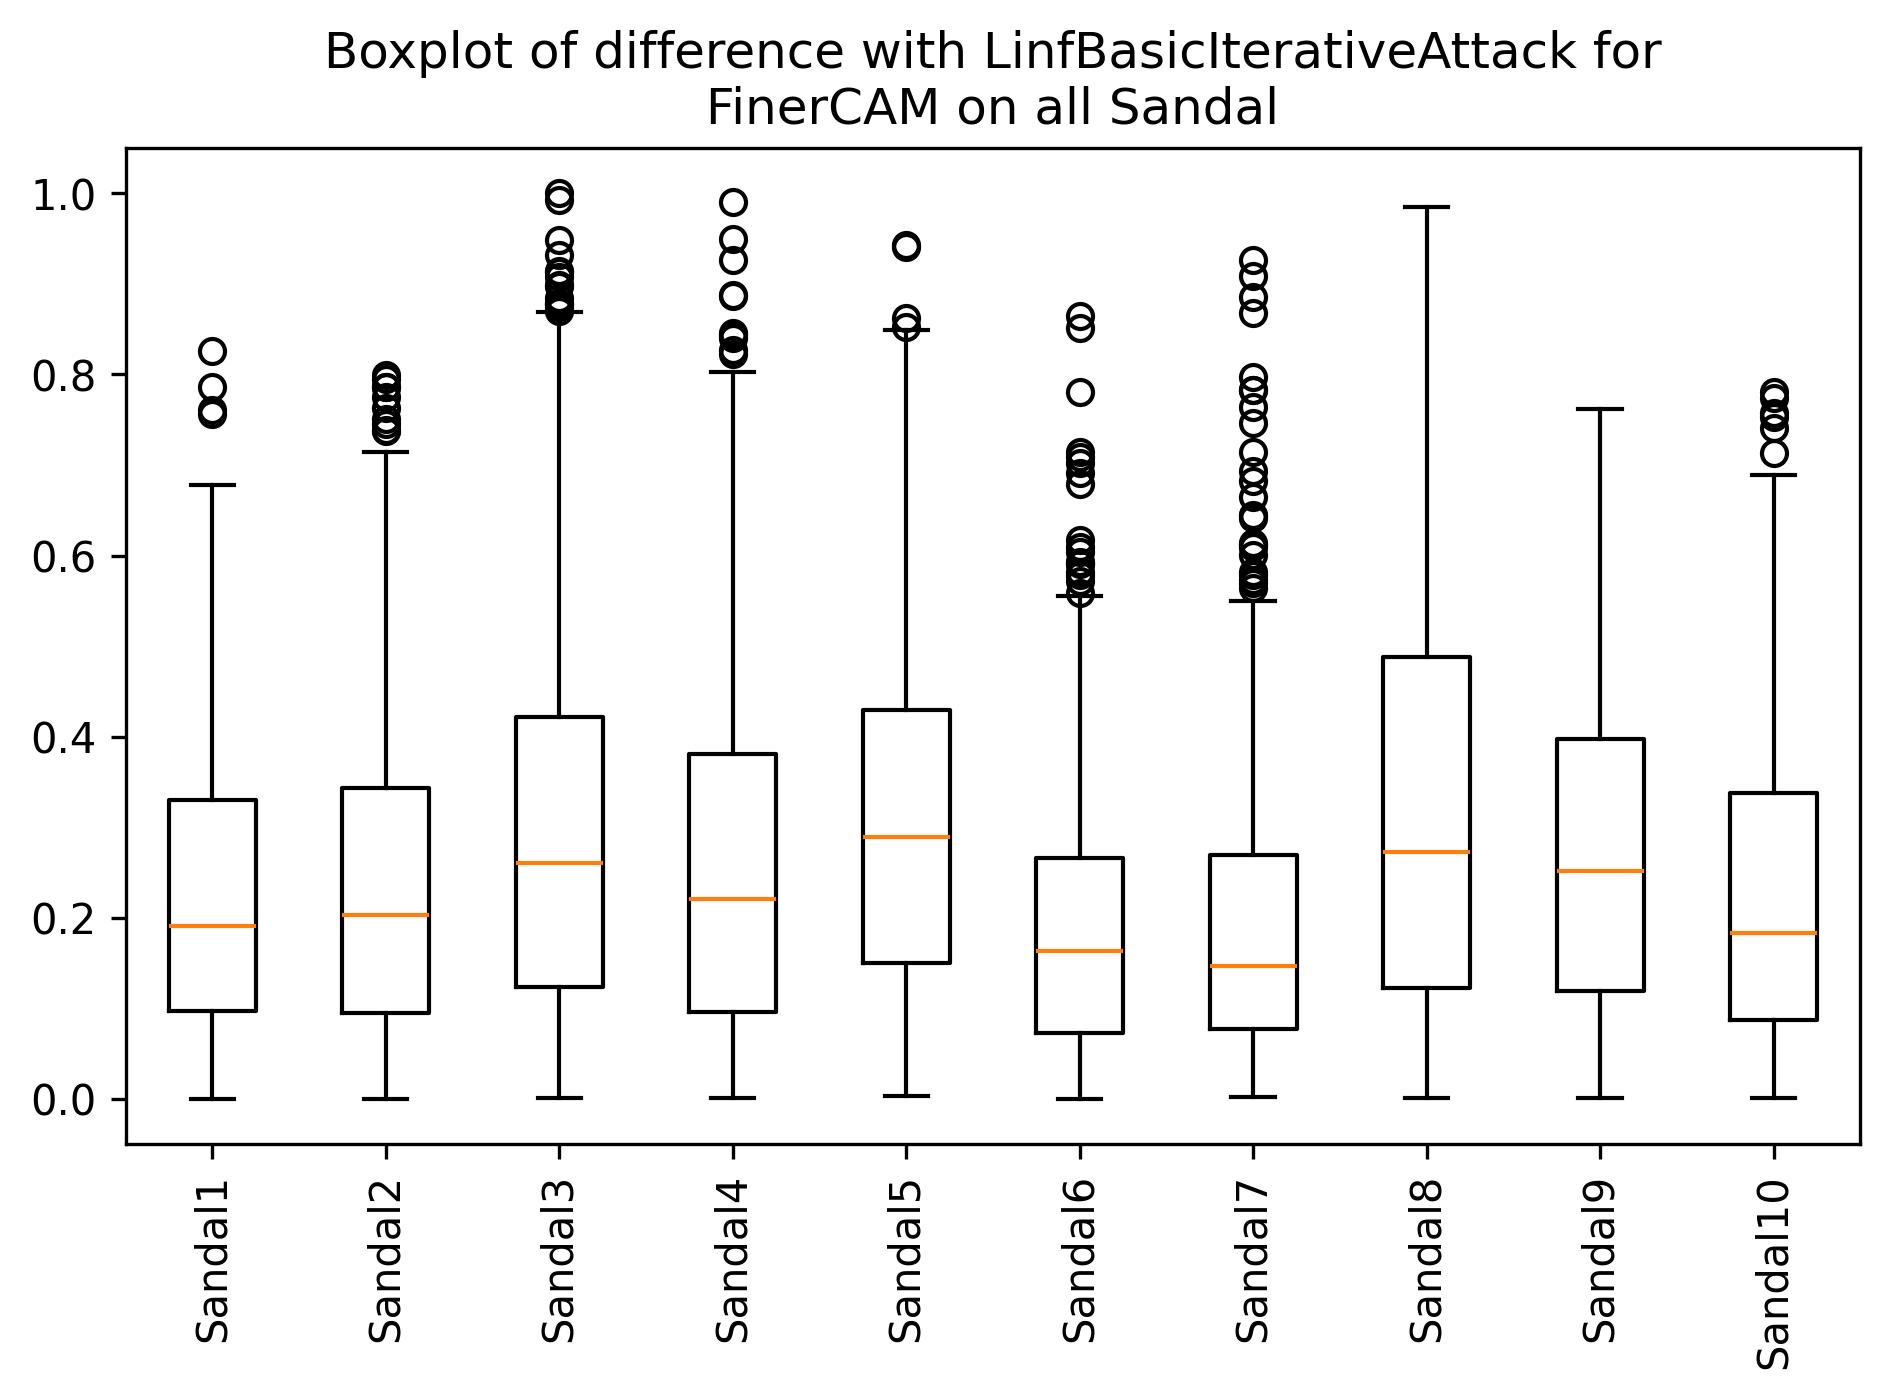 Boxplot of difference with LinfBasicIterativeAttack for
FinerCAM on all Sandal
1.0
0.8
0.6
0.4
0.2
0.0
Sandal1
Sandal2
Sandal3
Sandal4
Sandal5
Sandal6
Sandal7
Sandal8
Sandal9
Sandal10